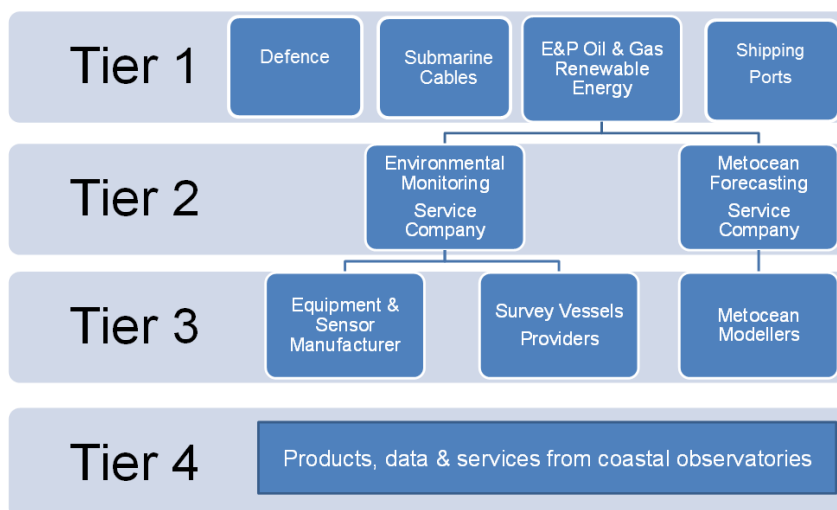 Tier 1
Defence
Submarine
Cables
E&P Oil & Gas
Renewable
Energy
Shipping
Ports
Tier 2
Environmental
Monitoring
Service
Company
Metocean
Forecasting
Service
Company
Tier 3
Equipment &
Sensor
Manufacturer
Survey Vessels
Providers
Metocean
Modellers
Tier 4
Products, data & services from coastal observatories